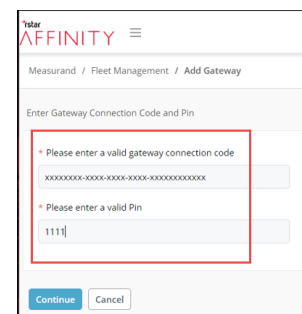 rstar
AFFINITY
Measurand / Fleet Management / Add Gateway
Enter Gateway Connection Code and Pin
* Please enter a valid gateway connection code
xxxxxxxx-xxxx-xxxx-xxxx-xxxxxxxxxxxx
* Please enter a valid Pin
1111
Continue Cancel